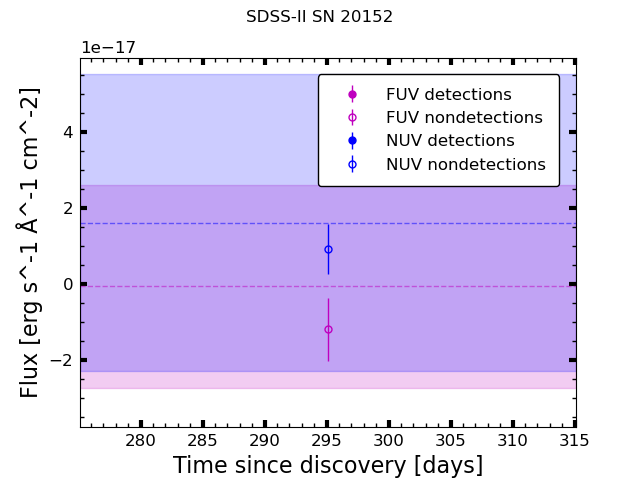 SDSS-II SN 20152
1e−17
FUV detections
FUV nondetections
NUV detections
NUV nondetections
4
2
0
−2
Flux [erg s^-1 Å^-1 cm^-2]
280 285 290 295 300 305 310 315
Time since discovery [days]